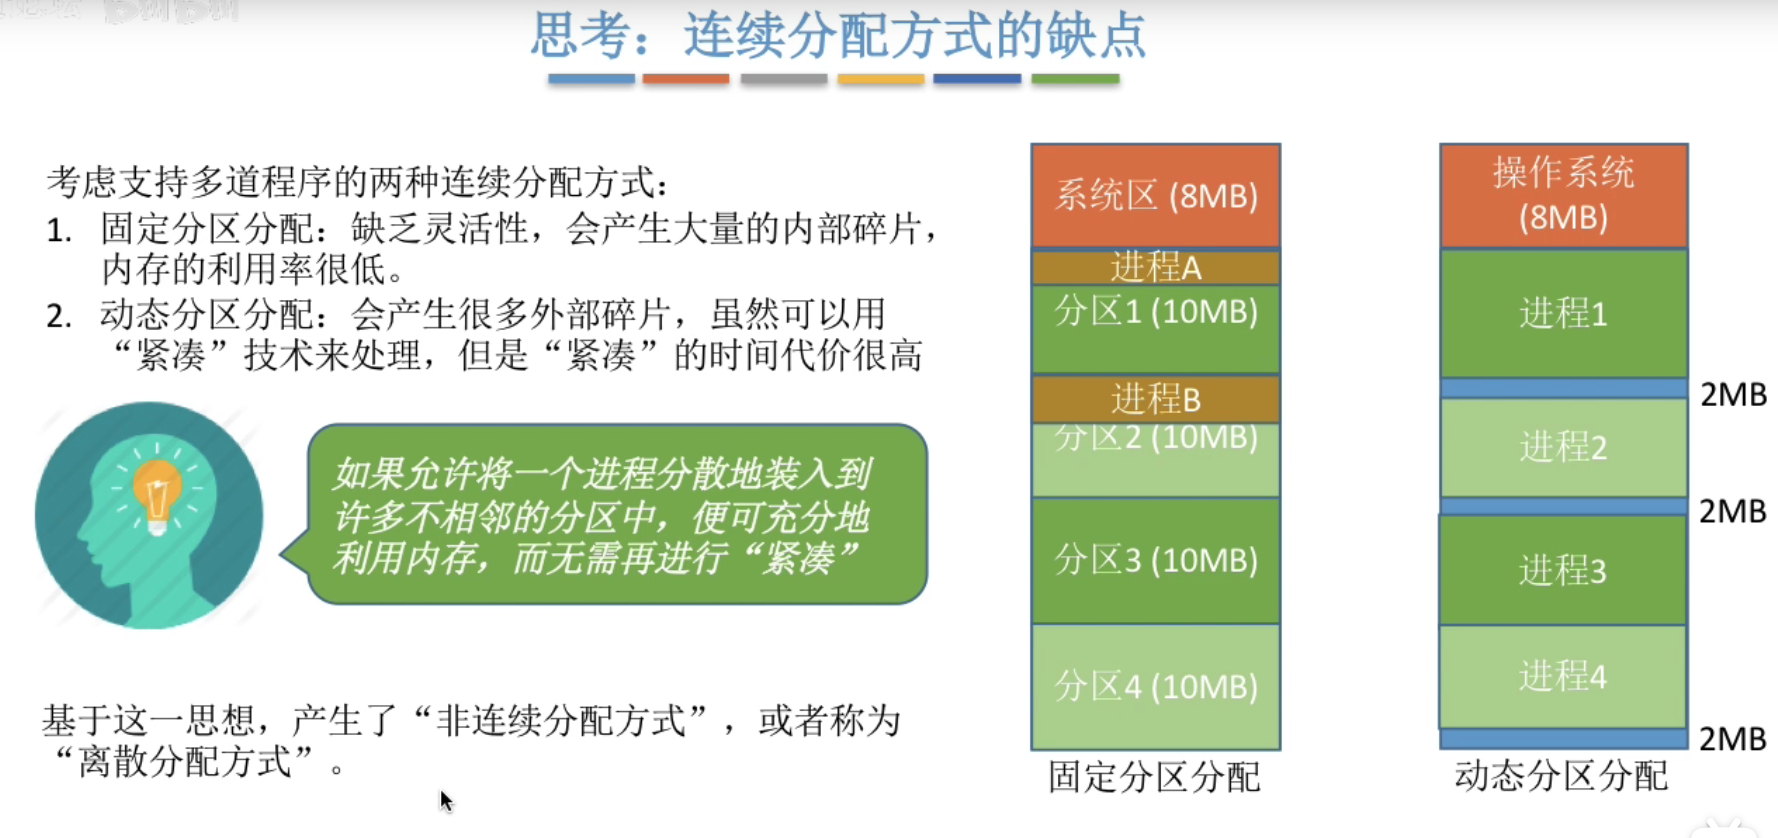 思考：连续分配方式的缺点
考虑支持多道程序的两种连续分配方式：
1. 固定分区分配：缺乏灵活性，会产生大量的内部碎片，
内存的利用率很低。
2. 动态分区分配：会产生很多外部碎片，虽然可以用
“紧凑”技术来处理，但是“紧凑”的时间代价很高
如果允许将一个进程分散地装入到
许多不相邻的分区中，便可充分地
利用内存，而无需再进行“紧凑”
基于这一思想，产生了“非连续分配方式”，或者称为
“离散分配方式”。
系统区 (8MB)
进程A
分区1 (10MB)
进程B
分区2 (10MB)
分区3 (10MB)
分区4 (10MB)
固定分区分配
操作系统
(8MB)
进程1
2MB
进程2
2MB
进程3
进程4
2MB
动态分区分配